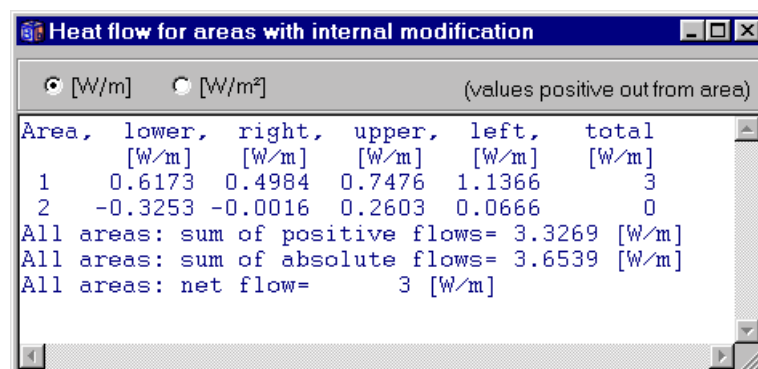 Heat flow for areas with internal modification
[W/m] [W/m²] (values positive out from area)
Area, lower, right, upper, left, total
[W/m] [W/m] [W/m] [W/m] [W/m]
1 0.6173 0.4984 0.7476 1.1366 3
2 -0.3253 -0.0016 0.2603 0.0666 0
All areas: sum of positive flows= 3.3269 [W/m]
All areas: sum of absolute flows= 3.6539 [W/m]
All areas: net flow= 3 [W/m]